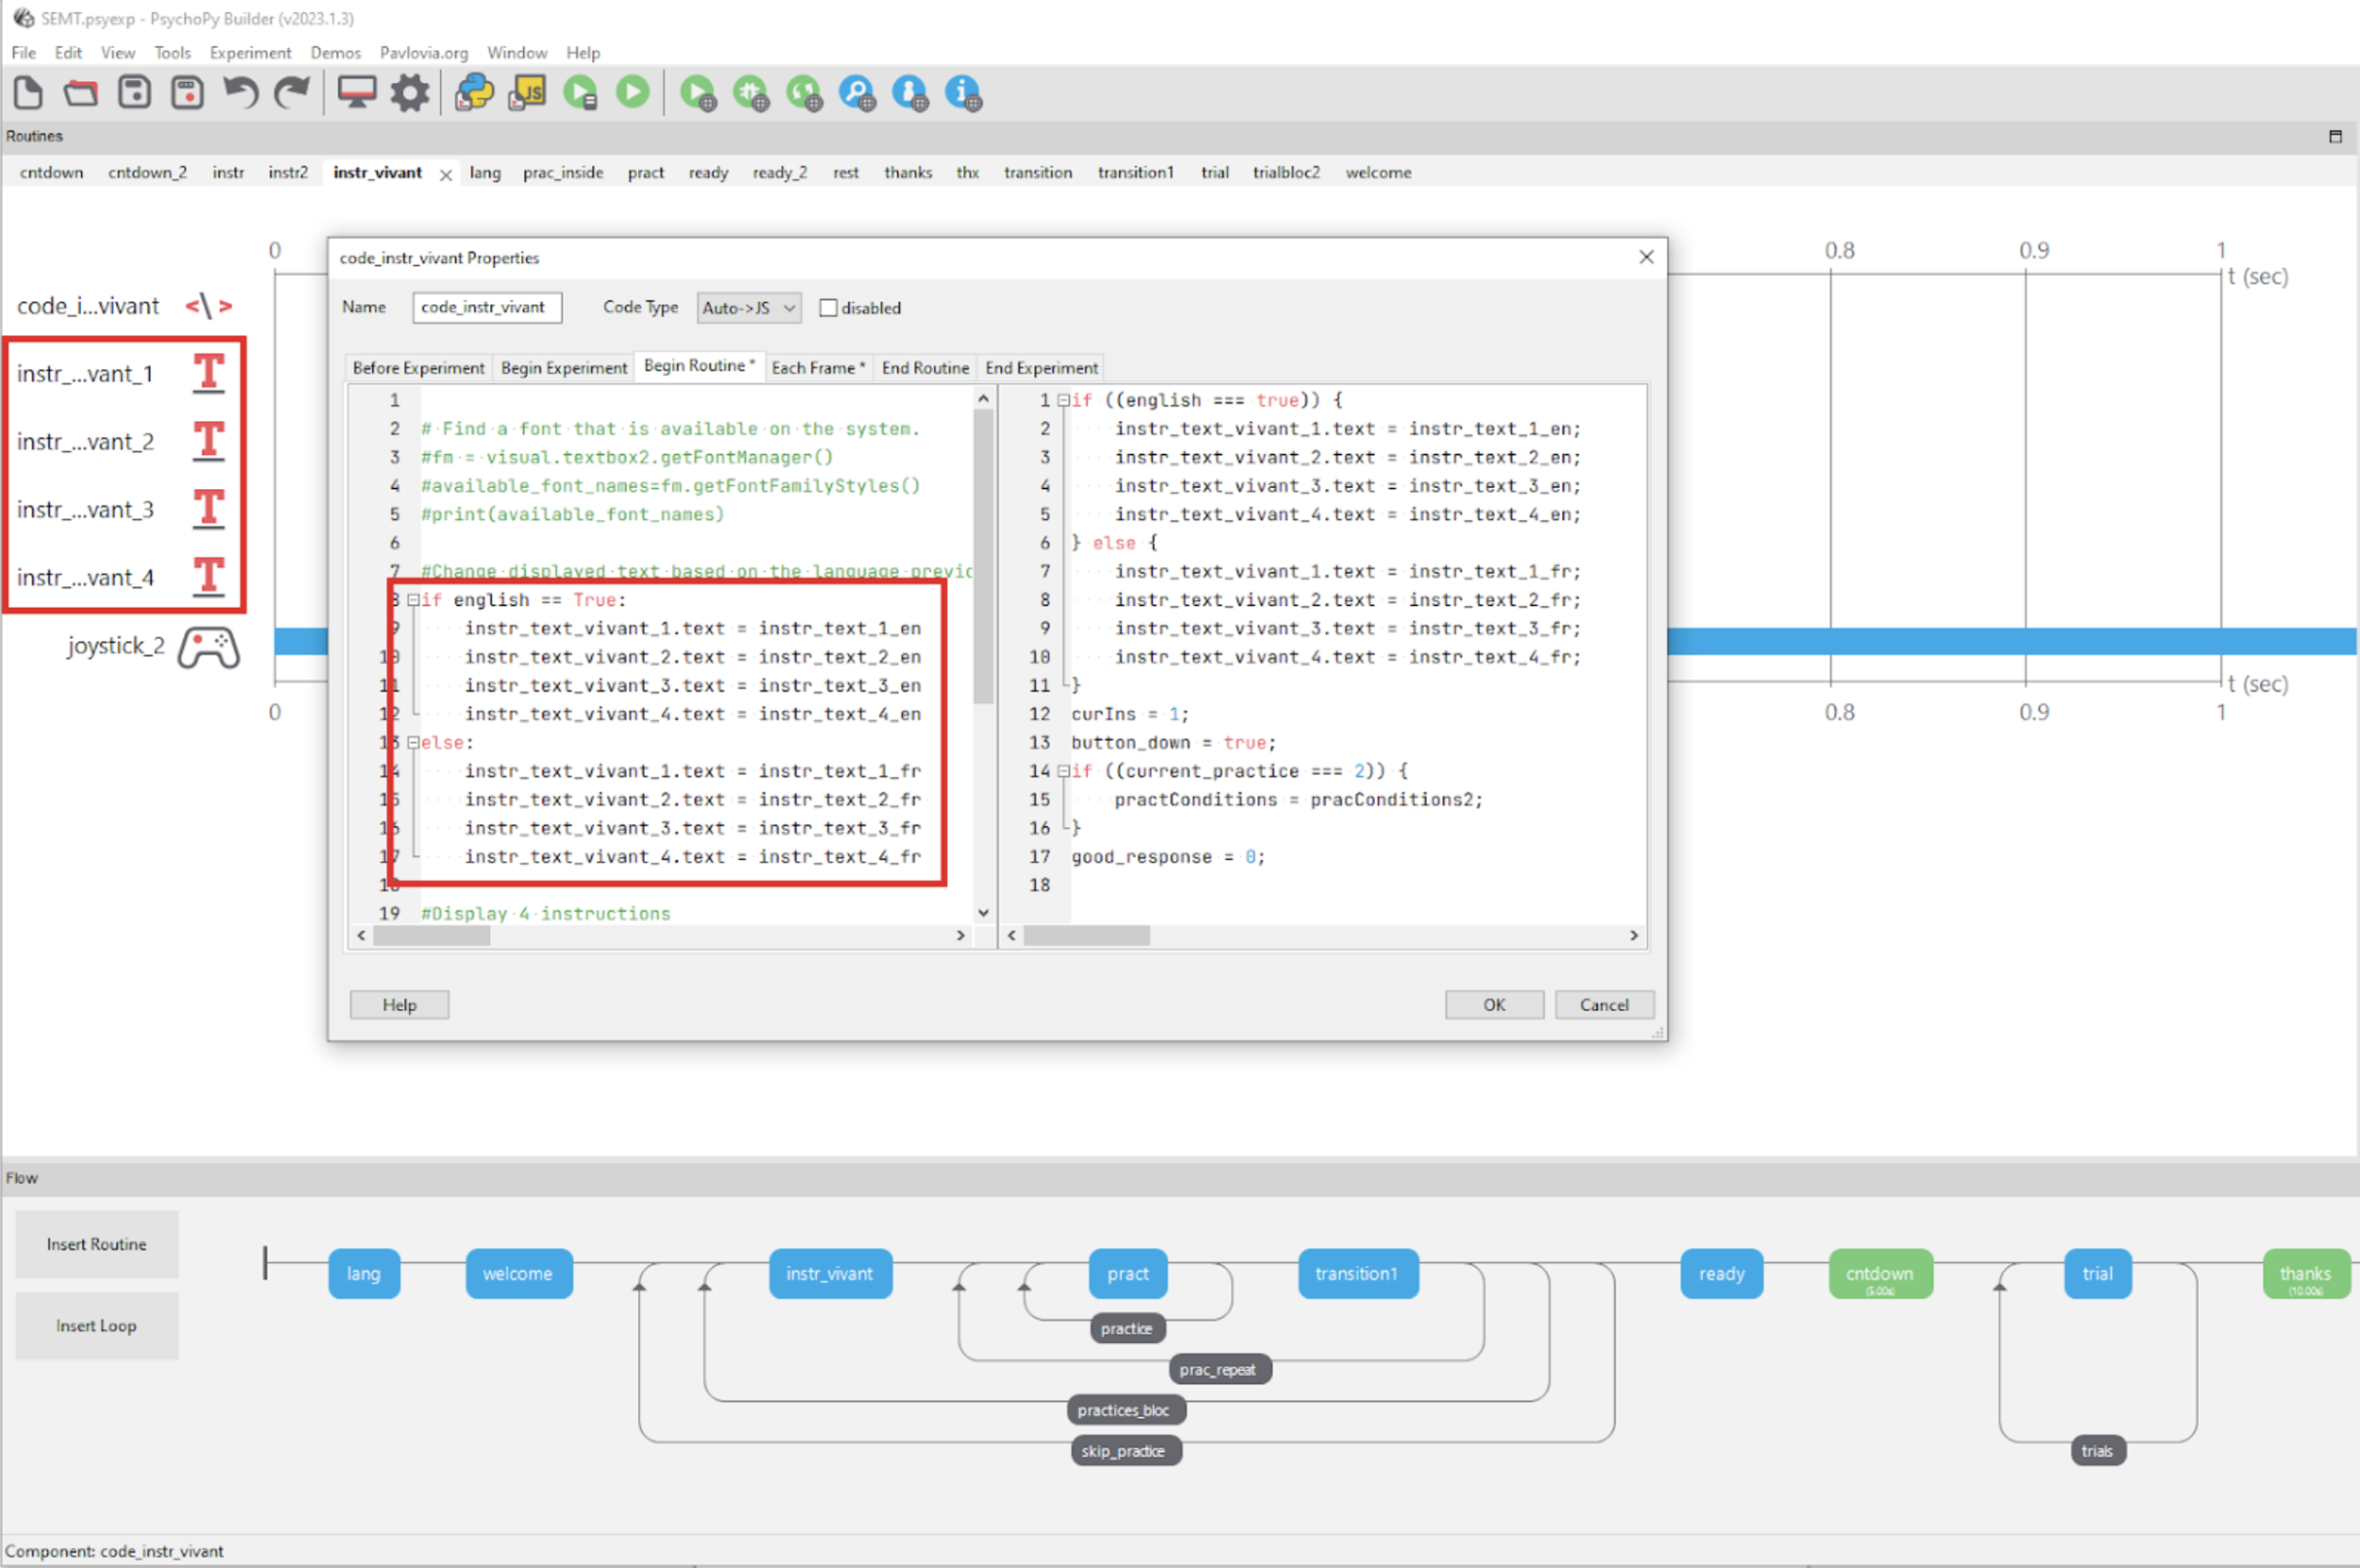 SEMT.psyexp - PsychoPy Builder (v2023.1.3)
File Edit View Tools Experiment Demos Pavlovia.org Window Help
JS
Routines
cntdown cntdown_2 instr instr2 instr_vivant lang prac_inside pract ready ready_2 rest thanks thx transition transition1 trial trialbloc2 welcome
0 0.8 0.9 1
t (sec)
code_i...vivant
instr_...vant_1
instr_...vant_2
instr_...vant_3
instr_...vant_4
joystick_2
t (sec)
0 0.8 0.9 1
code_instr_vivant Properties
Name code_instr_vivant Code Type Auto->JS disabled
Before Experiment Begin Experiment Begin Routine * Each Frame * End Routine End Experiment
1
2 # Find a font that is available on the system.
3 #fm = visual.textbox2.getFontManager()
4 #available_font_names=fm.getFontFamilyStyles()
5 #print(available_font_names)
6
7 #Change displayed text based on the language previc
8 if english == True:
9 instr_text_vivant_1.text = instr_text_1_en
10 instr_text_vivant_2.text = instr_text_2_en
11 instr_text_vivant_3.text = instr_text_3_en
12 instr_text_vivant_4.text = instr_text_4_en
13 else:
14 instr_text_vivant_1.text = instr_text_1_fr
15 instr_text_vivant_2.text = instr_text_2_fr
16 instr_text_vivant_3.text = instr_text_3_fr
17 instr_text_vivant_4.text = instr_text_4_fr
18
19 #Display 4 instructions
1 if ((english === true)) {
2 instr_text_vivant_1.text = instr_text_1_en;
3 instr_text_vivant_2.text = instr_text_2_en;
4 instr_text_vivant_3.text = instr_text_3_en;
5 instr_text_vivant_4.text = instr_text_4_en;
6 } else {
7 instr_text_vivant_1.text = instr_text_1_fr;
8 instr_text_vivant_2.text = instr_text_2_fr;
9 instr_text_vivant_3.text = instr_text_3_fr;
10 instr_text_vivant_4.text = instr_text_4_fr;
11 }
12 curIns = 1;
13 button_down = true;
14 if ((current_practice === 2)) {
15 practConditions = pracConditions2;
16 }
17 good_response = 0;
18
Help OK Cancel
Flow
Insert Routine
Insert Loop
lang welcome instr_vivant pract transition1 ready cntdown trial thanks
(5.00s) (10.00s)
practice
prac_repeat
practices_bloc
skip_practice
trials
Component: code_instr_vivant